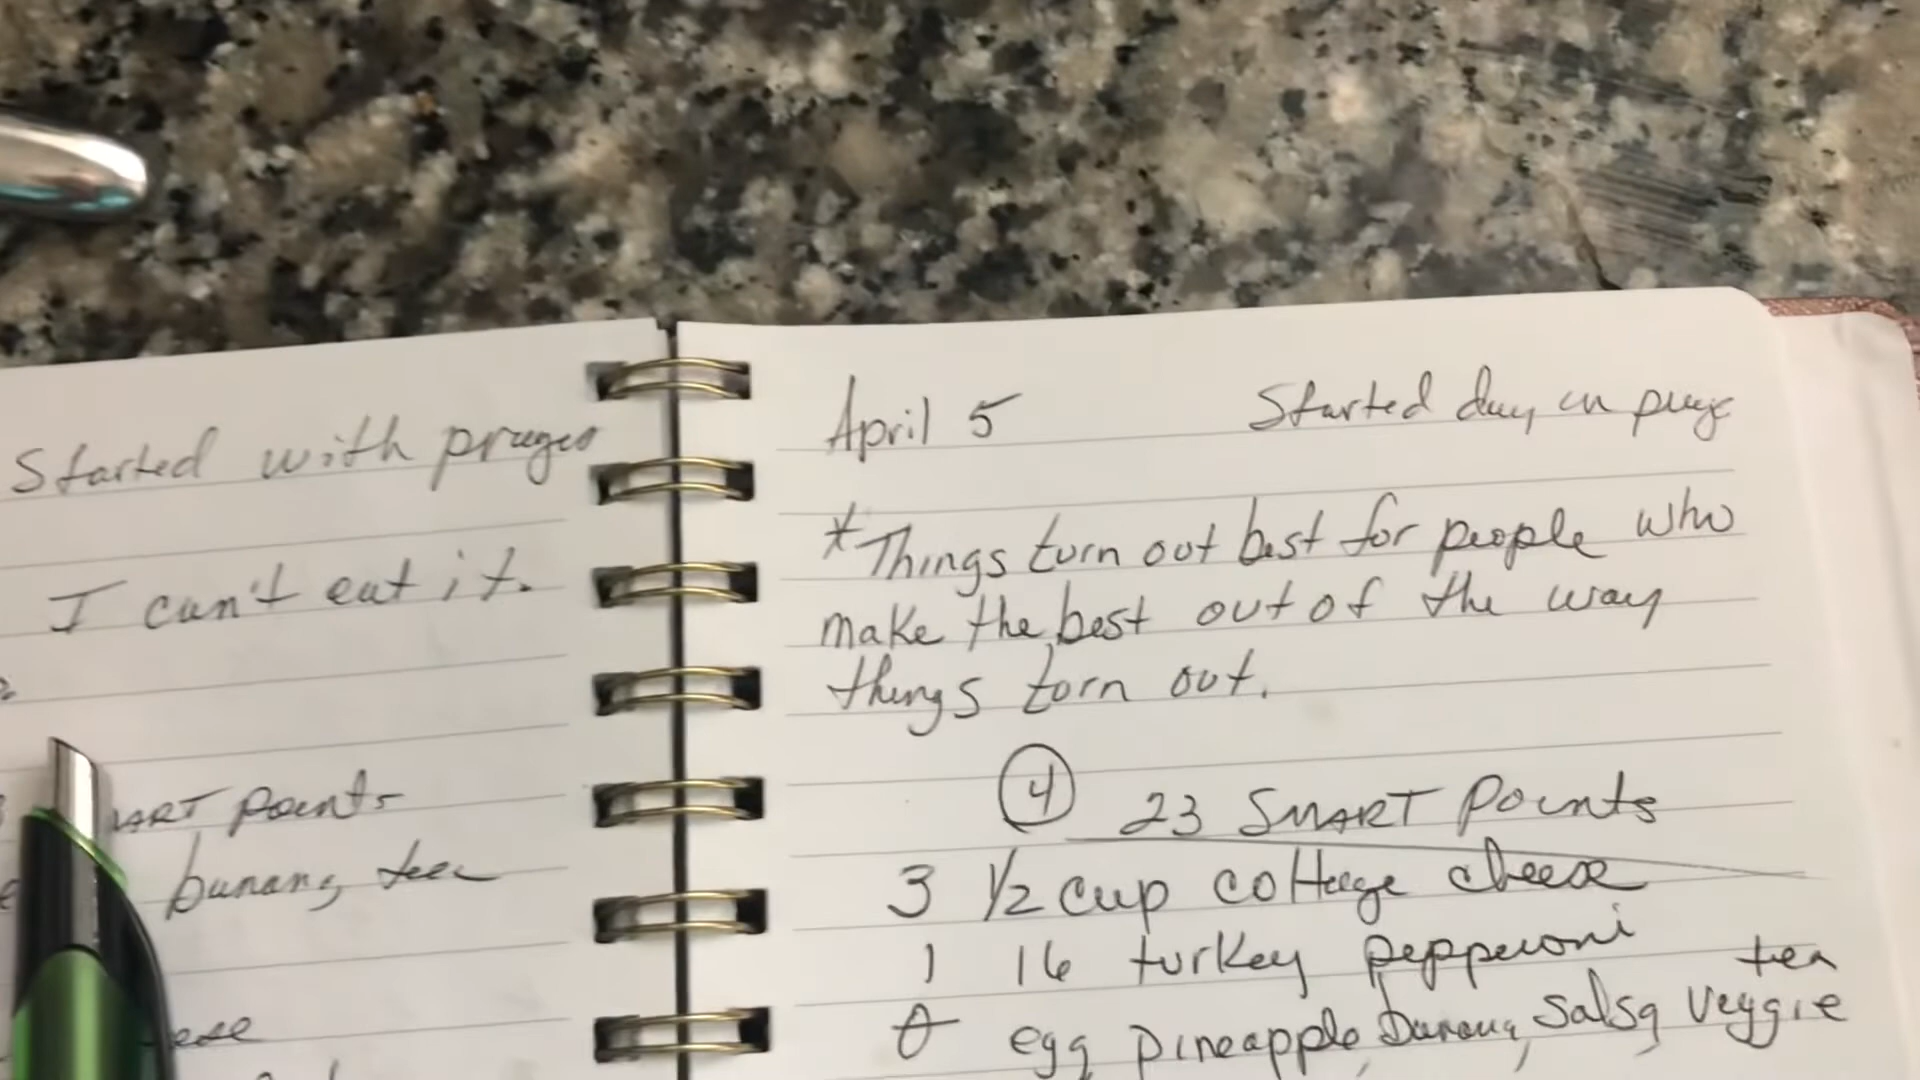 Started with prayer
I can't eat it.
Points
banana, tea
April 5
Started day in
*Things turn out best for people who
make the best out of the way
things torn out.
4
23 SMART Points
3 1/2 cup cottage cheese
1 16 turkey pepperoni
tea
0 egg pineapple, banana, salsa, veggie